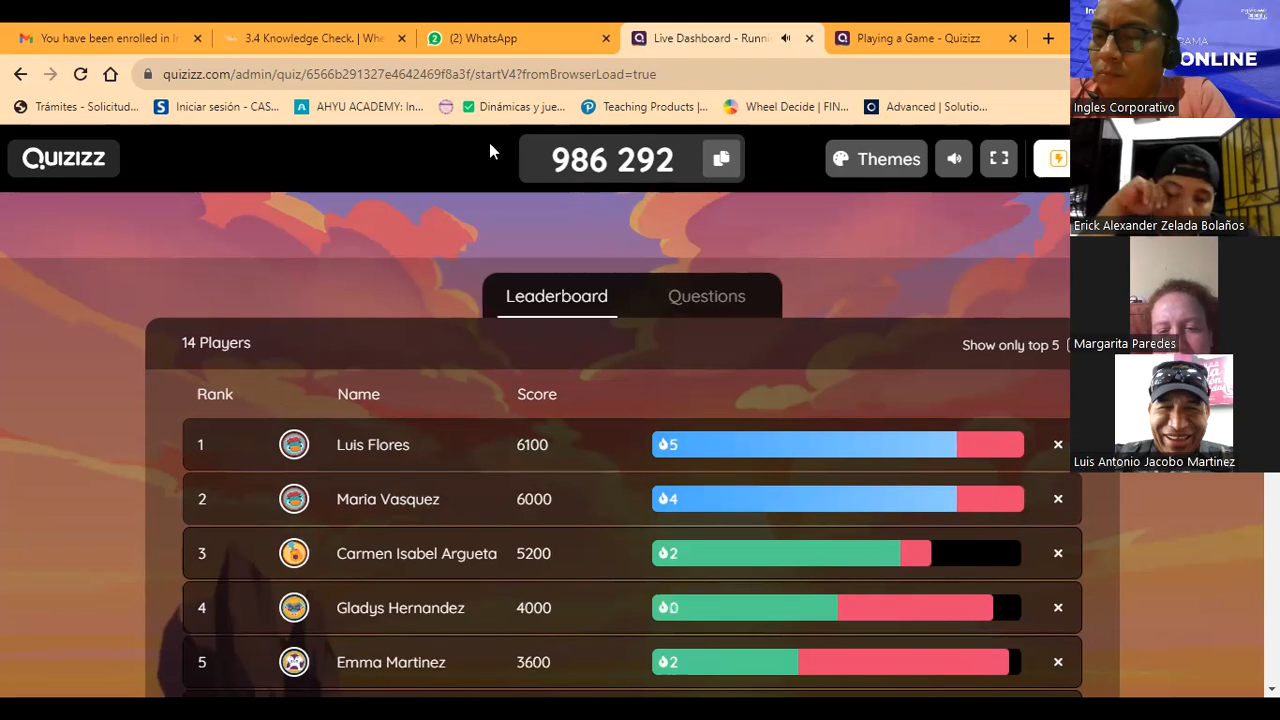 You have been enrolled in I
3.4 Knowledge Check. | Whe
(2) WhatsApp
Live Dashboard - Runni
Playing a Game - Quizizz
quizizz.com/admin/quiz/6566b291327e4642469f8a3f/startV4?fromBrowserLoad=true
Trámites - Solicitud...
Iniciar sesión - CAS...
AHYU ACADEMY: In...
Dinámicas y jue...
Teaching Products |...
Wheel Decide | FIN...
Advanced | Solutio...
ONLINE
Ingles Corporativo
Quizizz
986 292
Themes
Erick Alexander Zelada Bolaños
Leaderboard
Questions
14 Players
Show only top 5
Margarita Paredes
Rank Name Score
1 Luis Flores 6100 5
2 Maria Vasquez 6000 4
Luis Antonio Jacobo Martinez
3 Carmen Isabel Argueta 5200 2
4 Gladys Hernandez 4000 0
5 Emma Martinez 3600 2